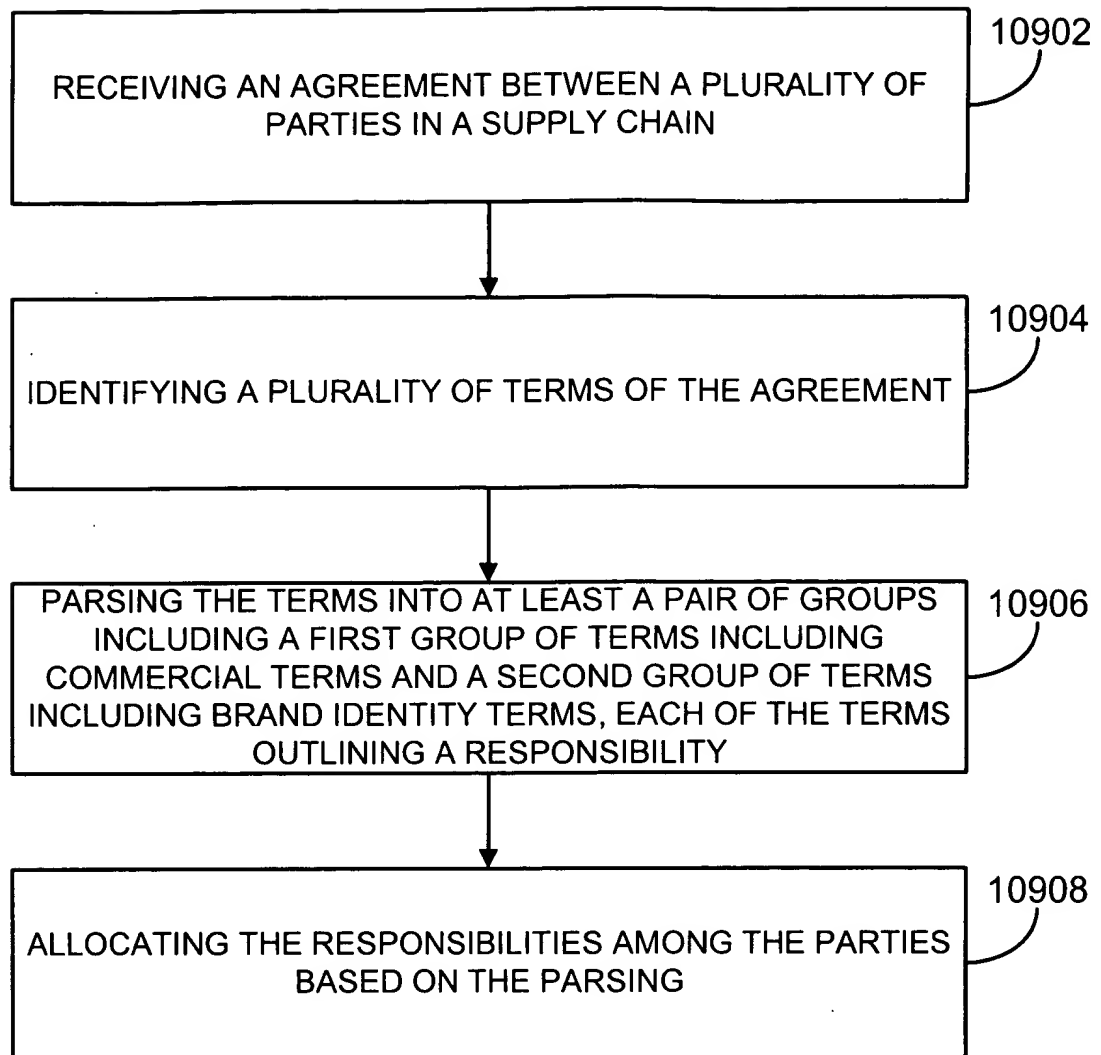 10902
RECEIVING AN AGREEMENT BETWEEN A PLURALITY OF
PARTIES IN A SUPPLY CHAIN
10904
IDENTIFYING A PLURALITY OF TERMS OF THE AGREEMENT
10906
PARSING THE TERMS INTO AT LEAST A PAIR OF GROUPS
INCLUDING A FIRST GROUP OF TERMS INCLUDING
COMMERCIAL TERMS AND A SECOND GROUP OF TERMS
INCLUDING BRAND IDENTITY TERMS, EACH OF THE TERMS
OUTLINING A RESPONSIBILITY
10908
ALLOCATING THE RESPONSIBILITIES AMONG THE PARTIES
BASED ON THE PARSING